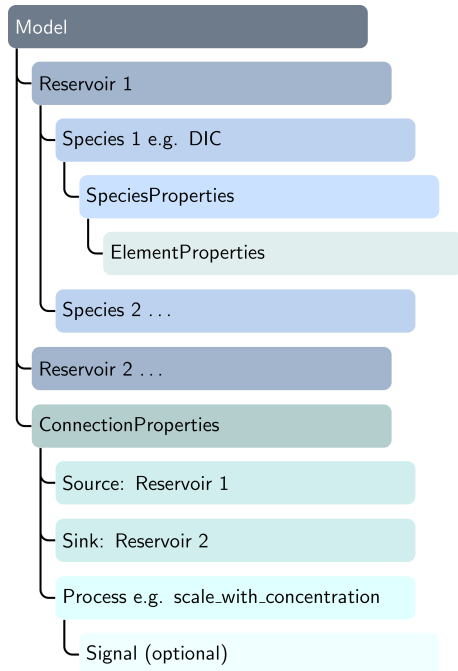 Model
Reservoir 1
Species 1 e.g. DIC
SpeciesProperties
ElementProperties
Species 2 ...
Reservoir 2 ...
ConnectionProperties
Source: Reservoir 1
Sink: Reservoir 2
Process e.g. scale_with_concentration
Signal (optional)